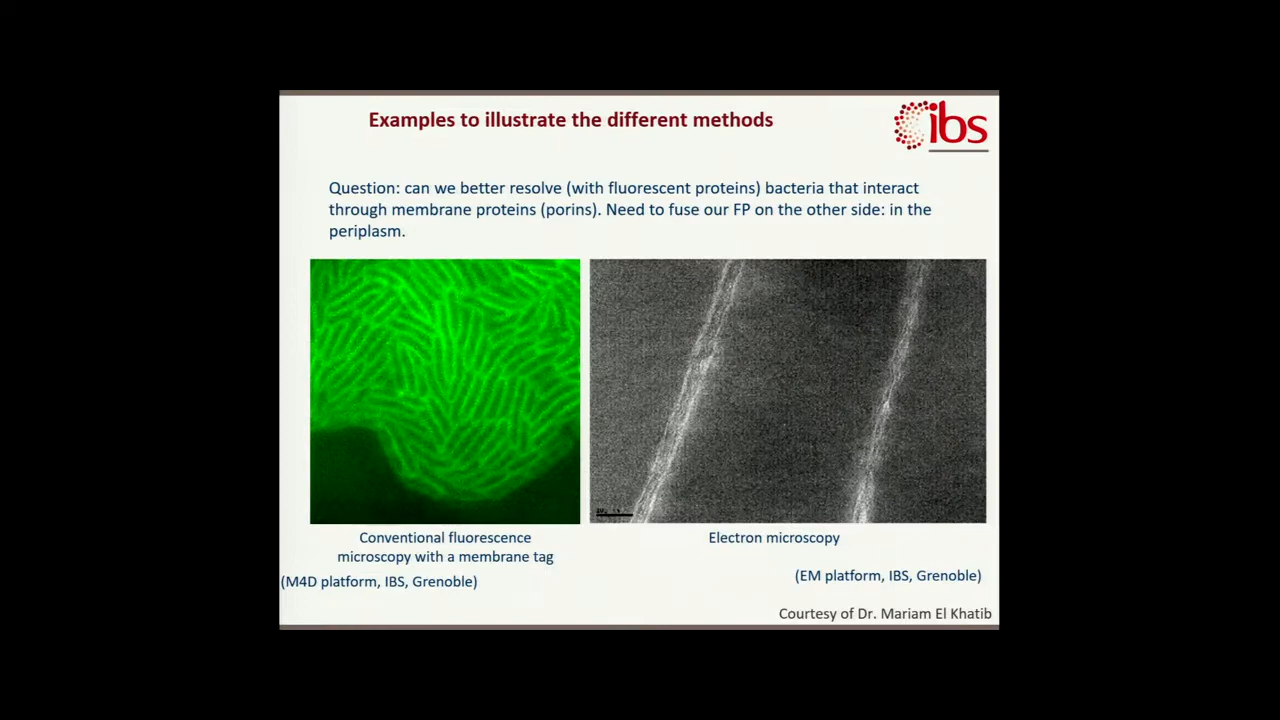 Examples to illustrate the different methods
ibs
Question: can we better resolve (with fluorescent proteins) bacteria that interact
through membrane proteins (porins). Need to fuse our FP on the other side: in the
periplasm.
Conventional fluorescence
microscopy with a membrane tag
(M4D platform, IBS, Grenoble)
Electron microscopy
(EM platform, IBS, Grenoble)
Courtesy of Dr. Mariam El Khatib